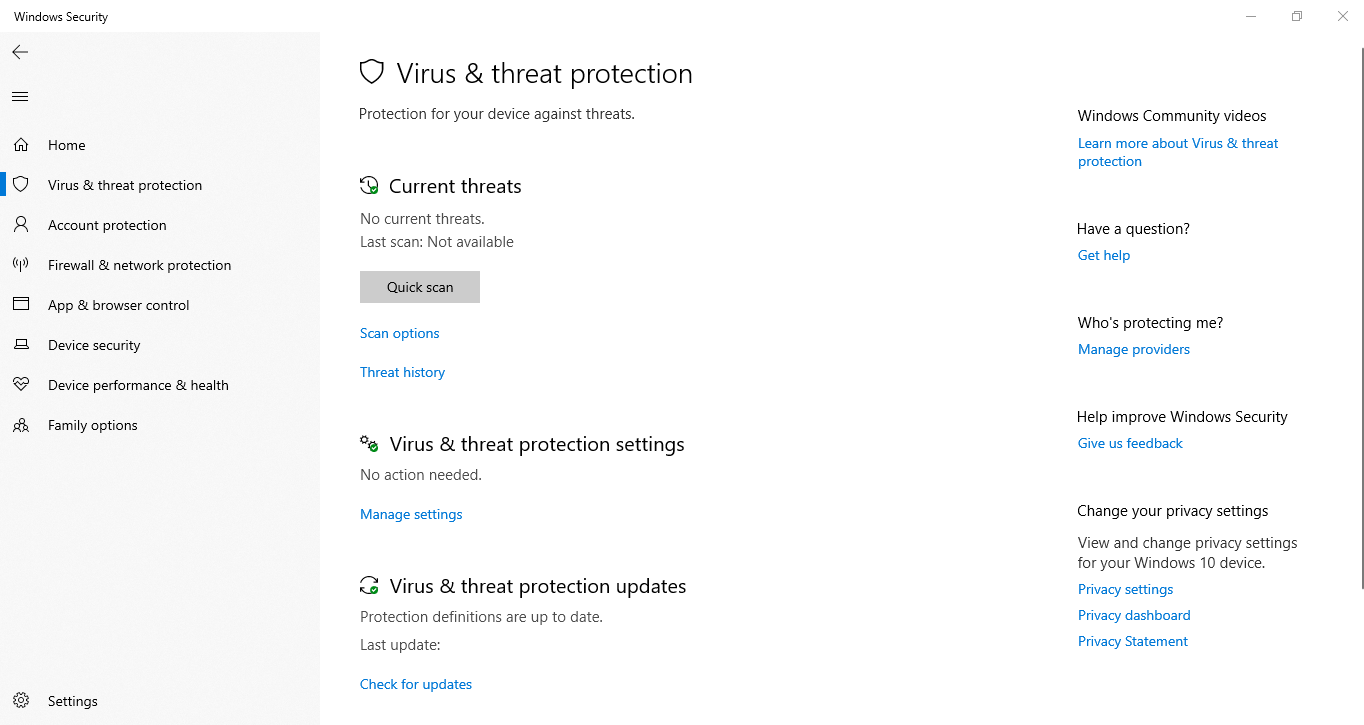 Windows Security
Home
Virus & threat protection
Account protection
Firewall & network protection
App & browser control
Device security
Device performance & health
Family options
Settings
Virus & threat protection
Protection for your device against threats.
Current threats
No current threats.
Last scan: Not available
Quick scan
Scan options
Threat history
Virus & threat protection settings
No action needed.
Manage settings
Virus & threat protection updates
Protection definitions are up to date.
Last update:
Check for updates
Windows Community videos
Learn more about Virus & threat
protection
Have a question?
Get help
Who's protecting me?
Manage providers
Help improve Windows Security
Give us feedback
Change your privacy settings
View and change privacy settings
for your Windows 10 device.
Privacy settings
Privacy dashboard
Privacy Statement